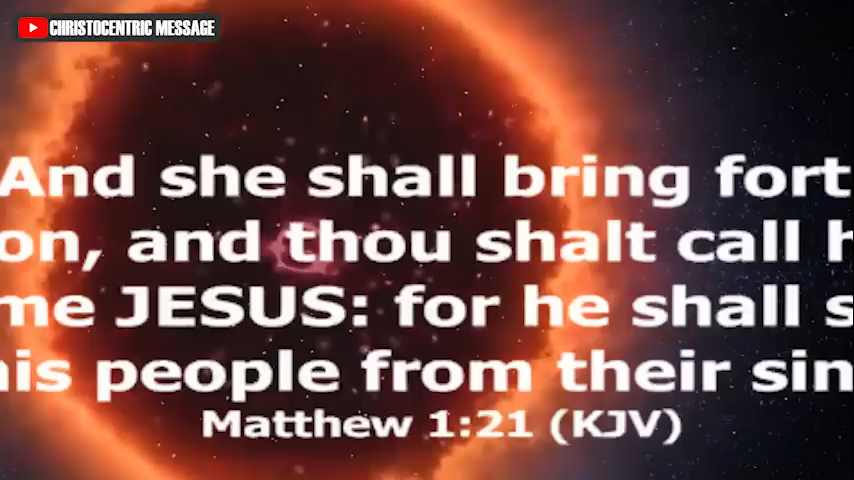 CHRISTOCENTRIC MESSAGE
And she shall bring fort
on, and thou shalt call h
me JESUS: for he shall s
his people from their sin
Matthew 1:21 (KJV)